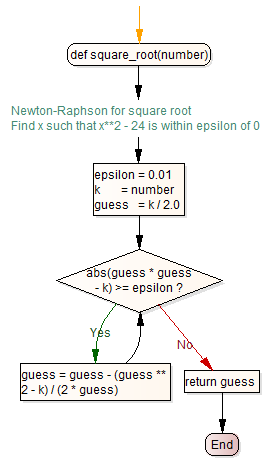 def square_root(number)
Newton-Raphson for square root
Find x such that x**2 - 24 is within epsilon of 0
epsilon = 0.01
k = number
guess = k / 2.0
abs(guess * guess
- k) >= epsilon ?
Yes
No
guess = guess - (guess **
2 - k) / (2 * guess)
return guess
End